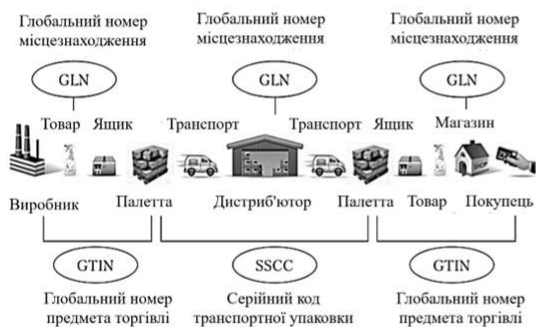 Глобальний номер
місцезнаходження
Глобальний номер
місцезнаходження
Глобальний номер
місцезнаходження
GLN
GLN
GLN
Товар Ящик Транспорт Транспорт Ящик Магазин
Виробник Палетта Дистриб'ютор Палетта Товар Покупець
GTIN
SSCC
GTIN
Глобальний номер
предмета торгівлі
Серійний код
транспортної упаковки
Глобальний номер
предмета торгівлі